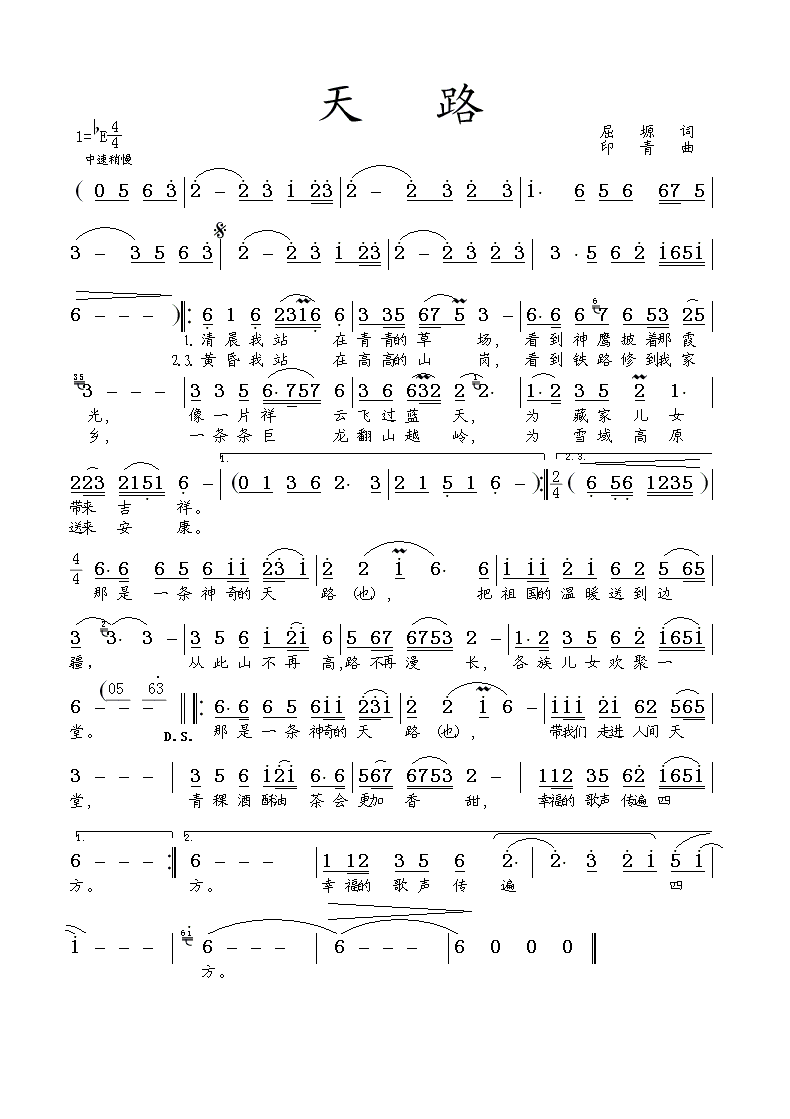 天 路
1=♭E 4/4
屈 塬 词
中速稍慢
印 青 曲
( 0 5 6 3 | 2 – 2 3 1 23 | 2 – 2 3 2 3 | 1· 6 5 6 67 5 |
3 – 3 5 6 3 | 2 – 2 3 1 23 | 2 – 2 3 2 3 | 3 · 5 6 2 1651 |
6 – – – ) ‖: 6 1 6 2316 6 | 3 35 67 5 3 – | 6· 6 6 7 6 53 25 |
1.清 晨 我 站 在 青 青的 草 场， 看 到 神 鹰 披 着那 霞
2.3.黄 昏 我 站 在 高 高的 山 岗， 看 到 铁 路 修 到我 家
3 – – – | 3 3 5 6· 757 6 | 3 6 632 2 2· | 1· 2 3 2 1· |
光， 像 一 片 祥 云 飞 过 蓝 天， 为 藏 家 儿 女
乡， 一 条 条 巨 龙 翻 山 越 岭， 为 雪 域 高 原
1. 2.3.
223 2151 6 – | (0 1 3 6 2· 3 | 2 1 5 1 6 – ) :‖ 2/4 ( 6 56 1235 ) |
带来 吉 祥。
送来 安 康。
4/4 6· 6 6 5 6 11 23 1 | 2 2 1 6· 6 | 1 11 2 1 6 2 5 65 |
那 是 一 条 神 奇的 天 路 (也)， 把 祖 国的 温 暖 送 到 边
3 3· 3 – | 3 5 6 1 21 6 | 5 67 6753 2 – | 1· 2 3 5 6 2 1651 |
疆， 从 此 山 不 再 高，路 不再 漫 长， 各 族 儿 女 欢 聚 一
(05 63
6 – – – ‖: 6· 6 6 5 611 231 | 2 2 1 6 – | 111 21 62 565 |
堂。 D.S. 那 是 一 条 神奇的 天 路 (也)， 带我们 走进 人间 天
3 – – – | 3 5 6 121 6· 6 | 567 6753 2 – | 112 35 62 1651 |
堂， 青 稞 酒 酥油 茶 会 更加 香 甜， 幸福的 歌声 传遍 四
1. 2.
6 – – – :‖ 6 – – – | 1 12 3 5 6 2· | 2· 3 2 1 5 1 |
方。 方。 幸 福的 歌 声 传 遍 四
1 – – – | 6 – – – | 6 – – – | 6 0 0 0 ‖
方。